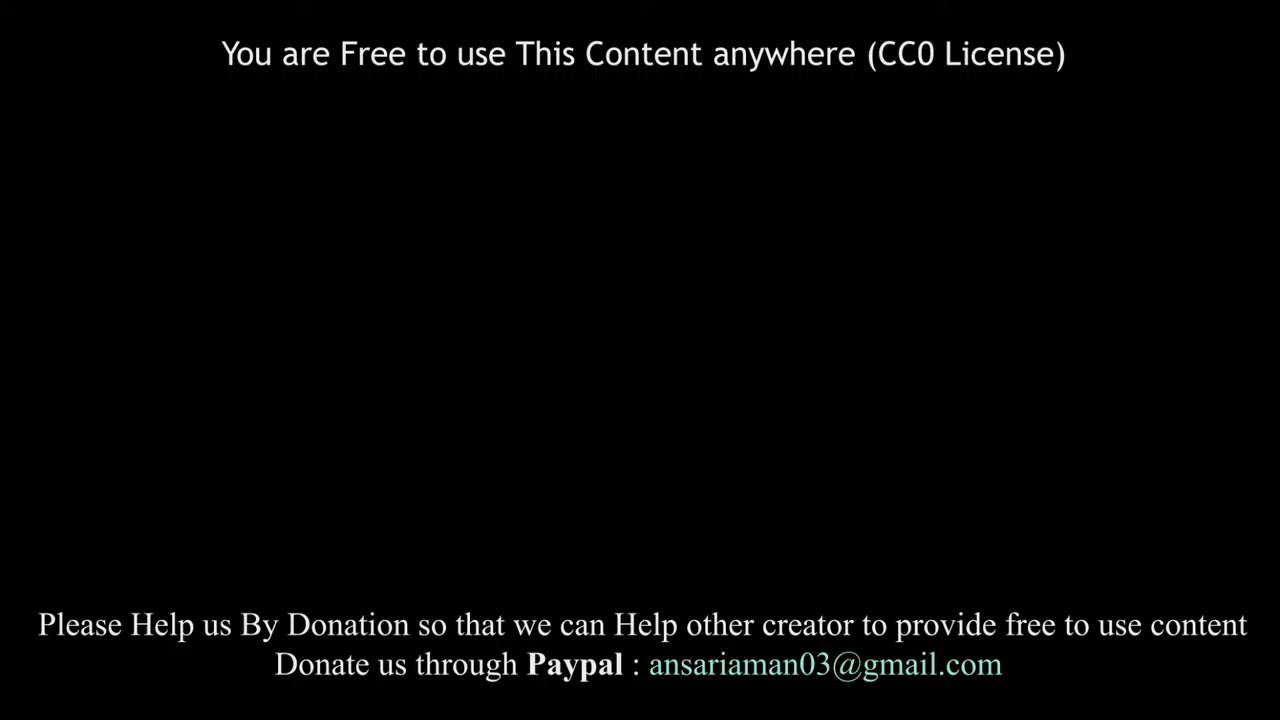 You are Free to use This Content anywhere (CC0 License)
Please Help us By Donation so that we can Help other creator to provide free to use content
Donate us through Paypal : ansariaman03@gmail.com